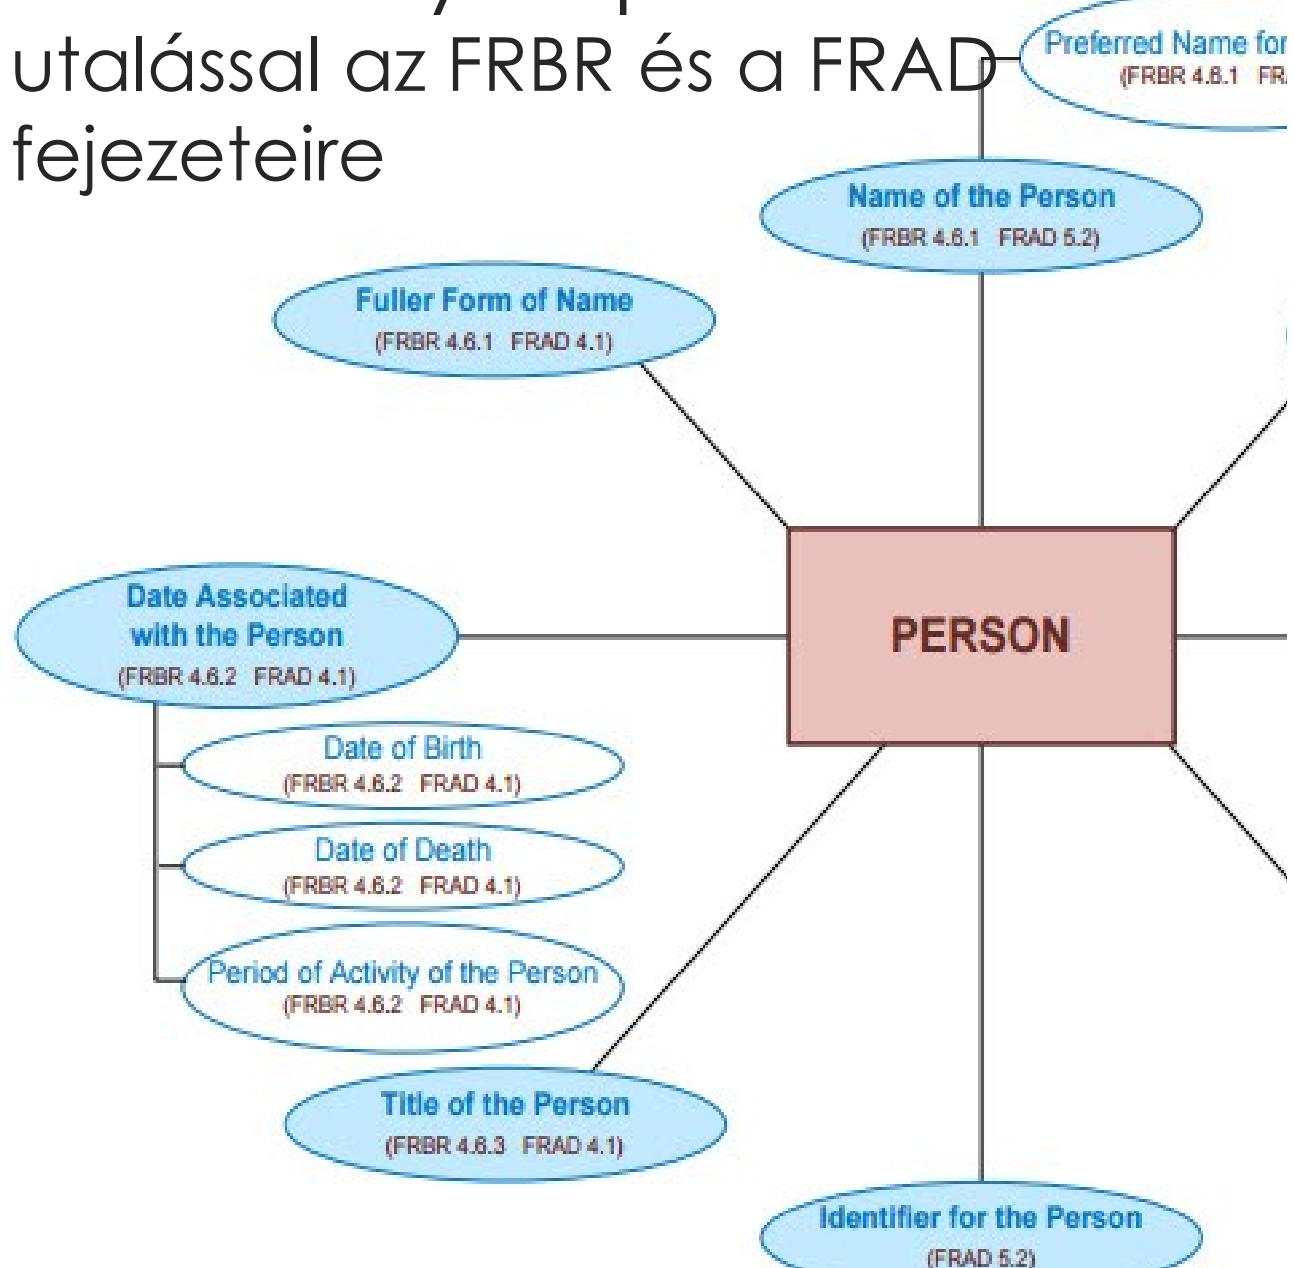 utalással az FRBR és a FRAD
fejezeteire
Preferred Name for
(FRBR 4.6.1
Name of the Person
(FRBR 4.6.1 FRAD 5.2)
Fuller Form of Name
(FRBR 4.6.1 FRAD 4.1)
PERSON
Date Associated
with the Person
(FRBR 4.6.2 FRAD 4.1)
Date of Birth
(FRBR 4.6.2 FRAD 4.1)
Date of Death
(FRBR 4.6.2 FRAD 4.1)
Period of Activity of the Person
(FRBR 4.6.2 FRAD 4.1)
Title of the Person
(FRBR 4.6.3 FRAD 4.1)
Identifier for the Person
(FRAD 5.2)